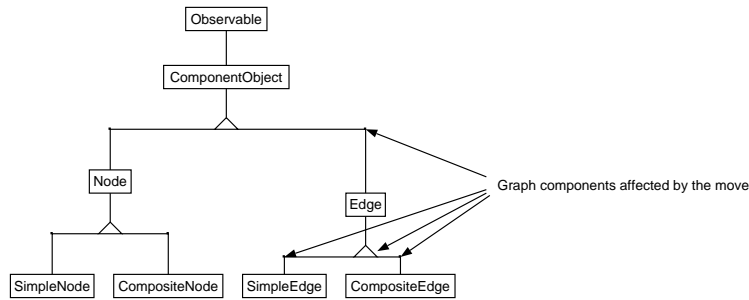 Observable
ComponentObject
Node
Graph components affected by the move
Edge
SimpleNode
CompositeNode
SimpleEdge
CompositeEdge